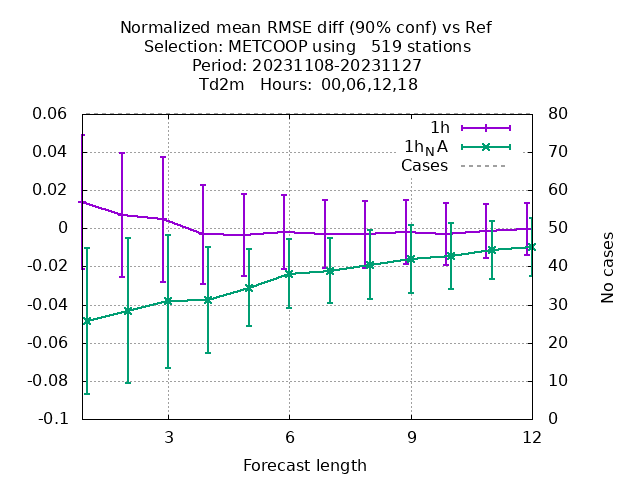 Normalized mean RMSE diff (90% conf) vs Ref
Selection: METCOOP using   519 stations
Period: 20231108-20231127
Td2m   Hours:  00,06,12,18
0.06
0.04
0.02
0
-0.02
-0.04
-0.06
-0.08
-0.1
1h
1hNA
Cases
80
70
60
50
40
30
20
10
0
No cases
3
6
9
12
Forecast length